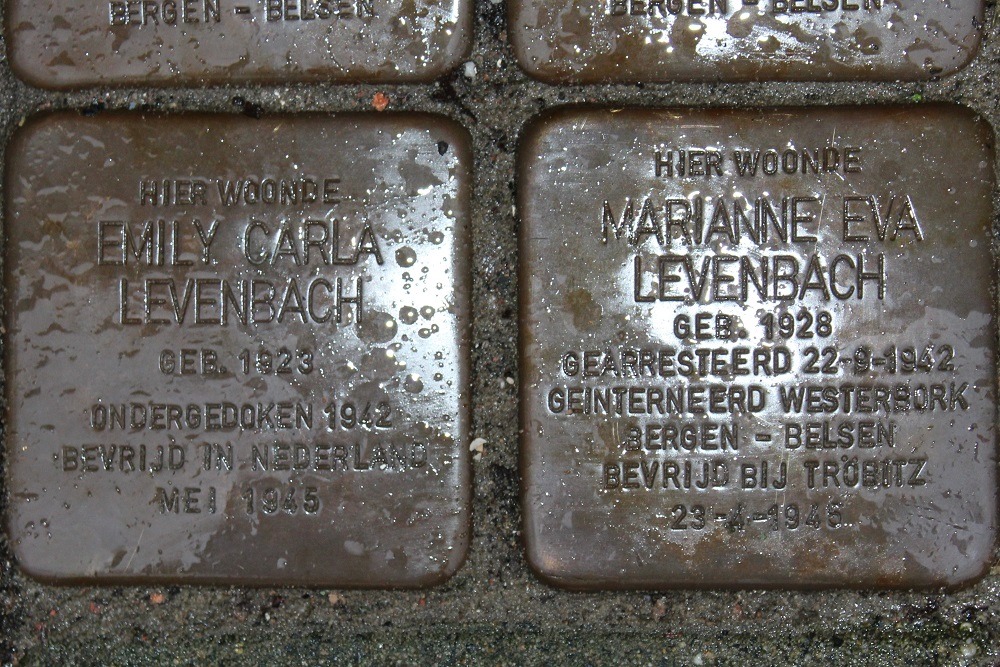 BERGEN - BELSEN
BERGEN - BELSEN
HIER WOONDE
EMILY CARLA
LEVENBACH
GEB. 1923
ONDERGEDOKEN 1942
BEVRIJD IN NEDERLAND
MEI 1945
HIER WOONDE
MARIANNE EVA
LEVENBACH
GEB. 1928
GEARRESTEERD 22-9-1942
GEINTERNEERD WESTERBORK
BERGEN - BELSEN
BEVRIJD BIJ TRÖBITZ
23-4-1945